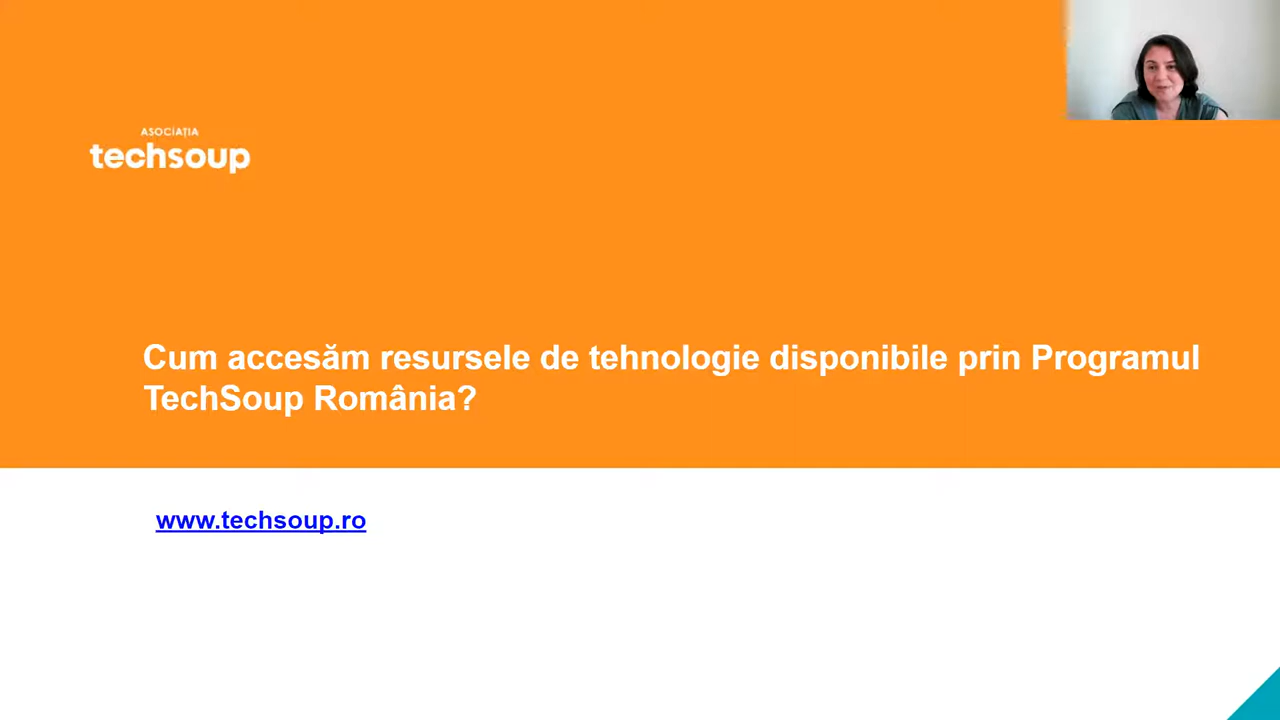 ASOCIAȚIA
techsoup
Cum accesăm resursele de tehnologie disponibile prin Programul
TechSoup România?
www.techsoup.ro